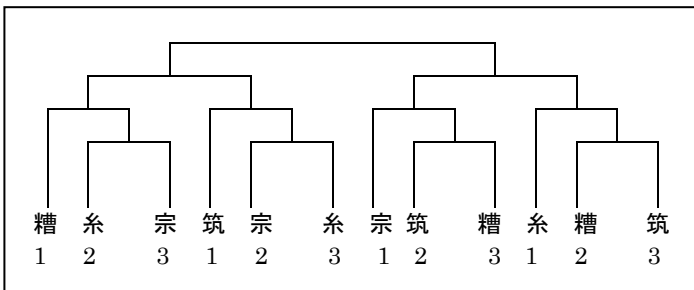 糟 糸 宗 筑 宗 糸 宗 筑 糟 糸 糟 筑
1 2 3 1 2 3 1 2 3 1 2 3